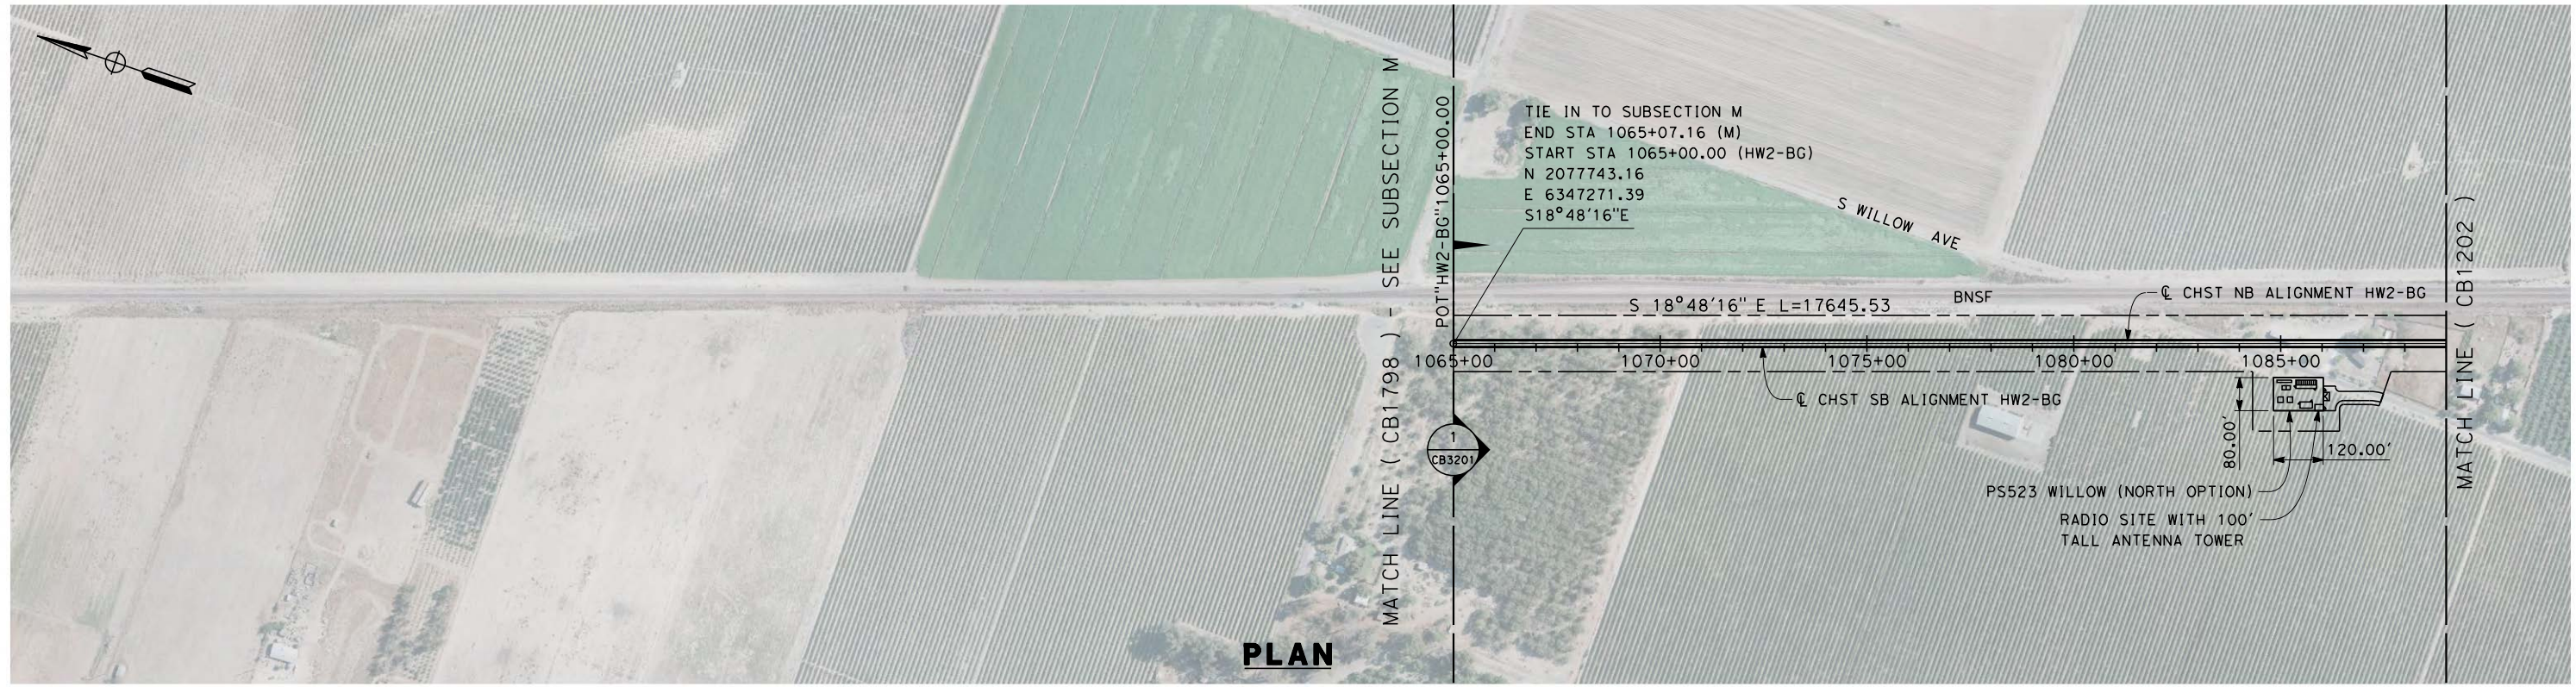 MATCH LINE ( CB1798 ) - SEE SUBSECTION M
POT"HW2-BG"1065+00.00
TIE IN TO SUBSECTION M
END STA 1065+07.16 (M)
START STA 1065+00.00 (HW2-BG)
N 2077743.16
E 6347271.39
S18°48'16"E
S WILLOW AVE
MATCH LINE ( CB1202 )
S 18°48'16" E L=17645.53
BNSF
℄ CHST NB ALIGNMENT HW2-BG
1065+00 1070+00 1075+00 1080+00 1085+00
℄ CHST SB ALIGNMENT HW2-BG
1
CB3201
80.00'
120.00'
PS523 WILLOW (NORTH OPTION)
RADIO SITE WITH 100'
TALL ANTENNA TOWER
PLAN